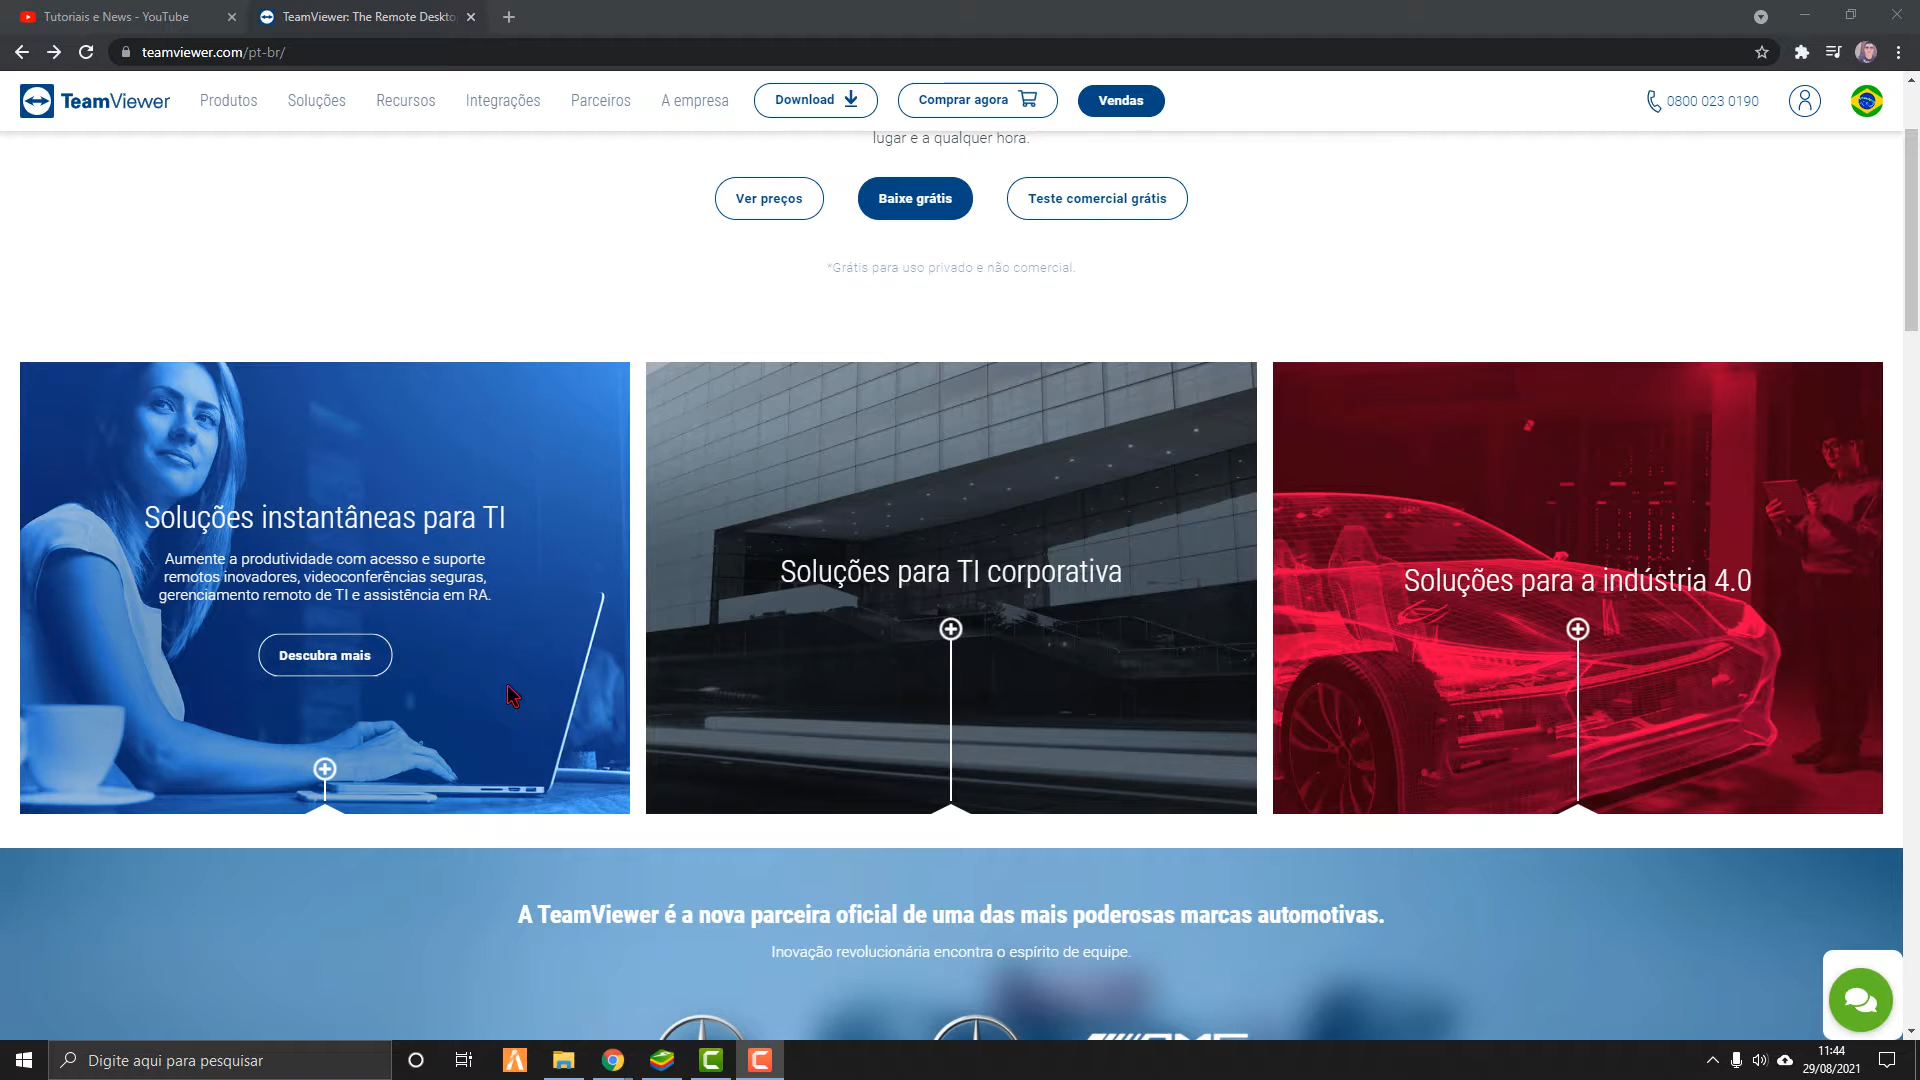 Tutoriais e News - YouTube
TeamViewer: The Remote Deskto
teamviewer.com/pt-br/
TeamViewer
Produtos
Soluções
Recursos
Integrações
Parceiros
A empresa
Download
Comprar agora
Vendas
0800 023 0190
lugar e a qualquer hora.
Ver preços
Baixe grátis
Teste comercial grátis
*Grátis para uso privado e não comercial.
Soluções instantâneas para TI
Aumente a produtividade com acesso e suporte
remotos inovadores, videoconferências seguras,
gerenciamento remoto de TI e assistência em RA.
Descubra mais
Soluções para TI corporativa
Soluções para a indústria 4.0
A TeamViewer é a nova parceira oficial de uma das mais poderosas marcas automotivas.
Inovação revolucionária encontra o espírito de equipe.
Digite aqui para pesquisar
11:44
29/08/2021